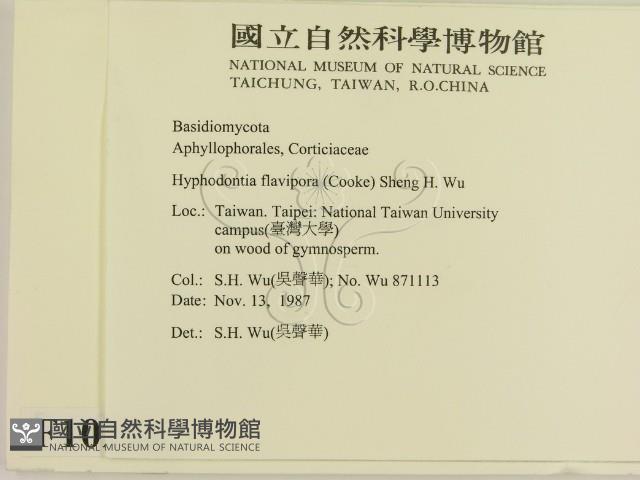 國立自然科學博物館
NATIONAL MUSEUM OF NATURAL SCIENCE
TAICHUNG, TAIWAN, R.O.CHINA
Basidiomycota
Aphyllophorales, Corticiaceae
Hyphodontia flavipora (Cooke) Sheng H. Wu
Loc.: Taiwan. Taipei: National Taiwan University
campus(臺灣大學)
on wood of gymnosperm.
Col.: S.H. Wu(吳聲華); No. Wu 871113
Date: Nov. 13, 1987
Det.: S.H. Wu(吳聲華)
國立自然科學博物館
NATIONAL MUSEUM OF NATURAL SCIENCE